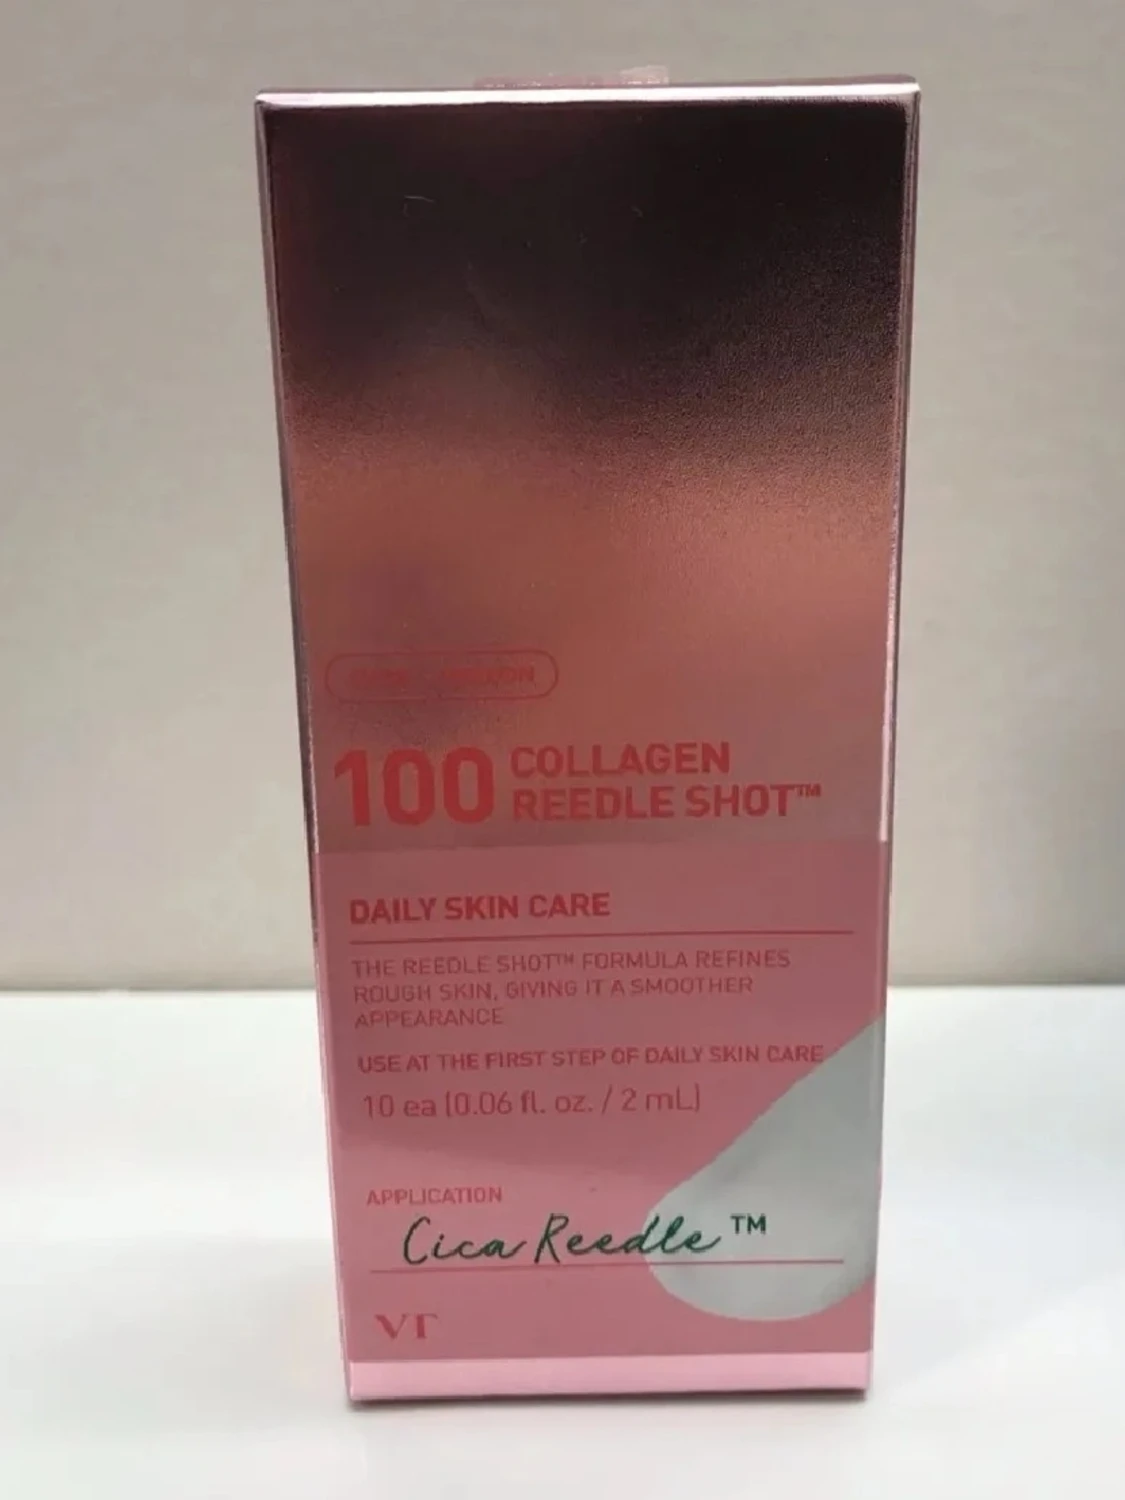 100 COLLAGEN
REEDLE SHOT™
DAILY SKIN CARE
THE REEDLE SHOT™ FORMULA REFINES
ROUGH SKIN, GIVING IT A SMOOTHER
APPEARANCE
USE AT THE FIRST STEP OF DAILY SKIN CARE
10 ea (0.06 fl. oz. / 2 mL)
APPLICATION
Cica Reedle™
VT